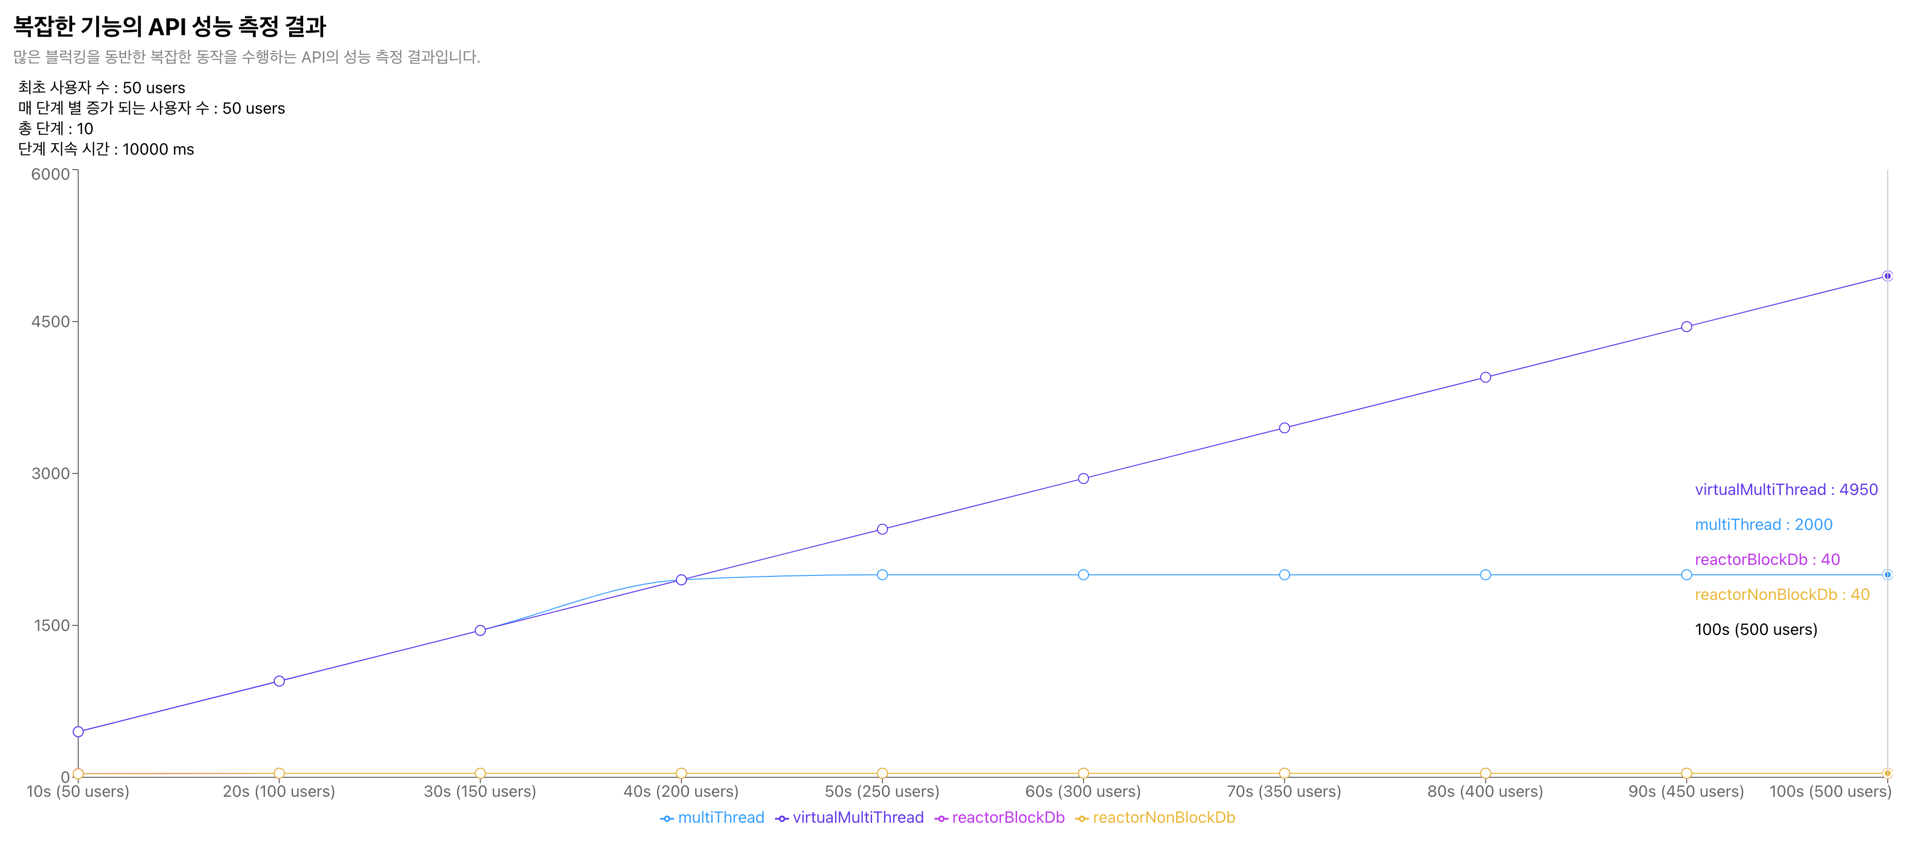 복잡한 기능의 API 성능 측정 결과
많은 블럭킹을 동반한 복잡한 동작을 수행하는 API의 성능 측정 결과입니다.
최초 사용자 수 : 50 users
매 단계 별 증가 되는 사용자 수 : 50 users
총 단계 : 10
단계 지속 시간 : 10000 ms
6000
4500
3000
1500
0
virtualMultiThread : 4950
multiThread : 2000
reactorBlockDb : 40
reactorNonBlockDb : 40
100s (500 users)
10s (50 users) 20s (100 users) 30s (150 users) 40s (200 users) 50s (250 users) 60s (300 users) 70s (350 users) 80s (400 users) 90s (450 users) 100s (500 users)
multiThread virtualMultiThread reactorBlockDb reactorNonBlockDb